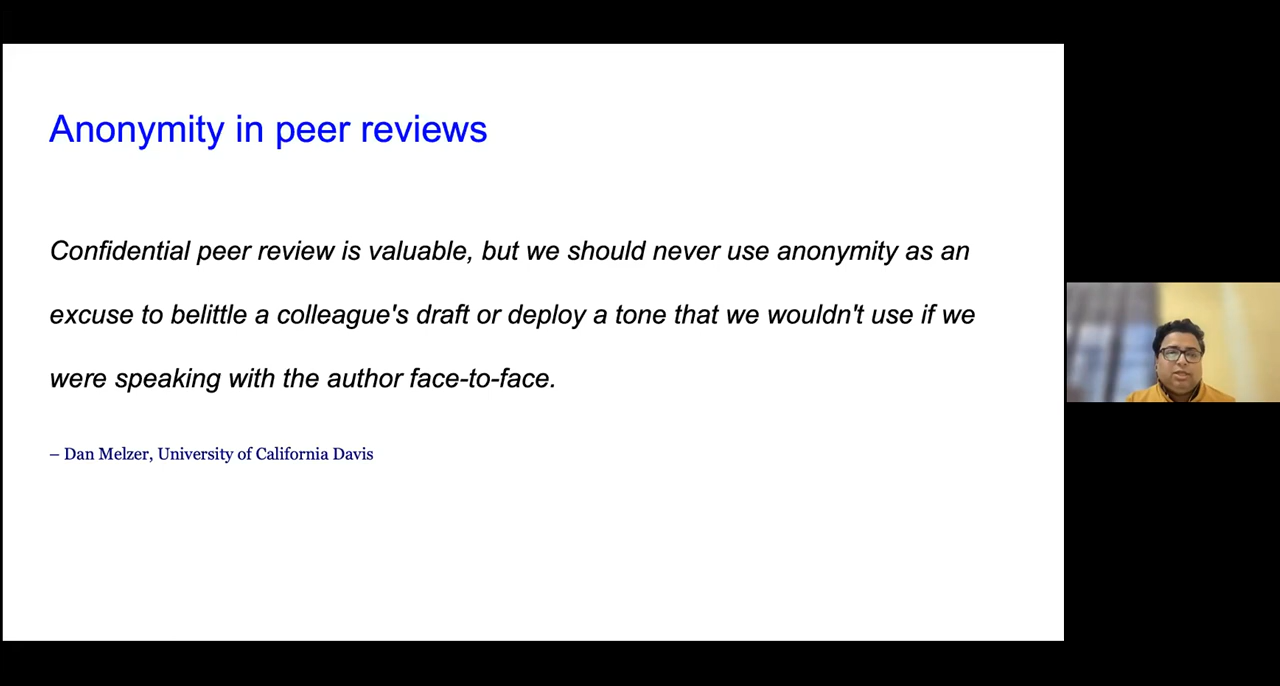 Anonymity in peer reviews
Confidential peer review is valuable, but we should never use anonymity as an
excuse to belittle a colleague's draft or deploy a tone that we wouldn't use if we
were speaking with the author face-to-face.
– Dan Melzer, University of California Davis